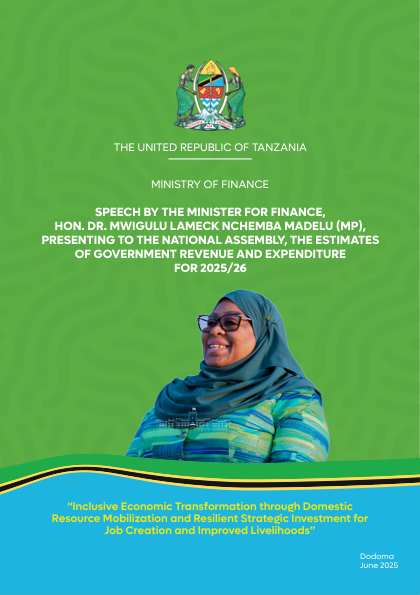 THE UNITED REPUBLIC OF TANZANIA
MINISTRY OF FINANCE
SPEECH BY THE MINISTER FOR FINANCE,
HON. DR. MWIGULU LAMECK NCHEMBA MADELU (MP),
PRESENTING TO THE NATIONAL ASSEMBLY, THE ESTIMATES
OF GOVERNMENT REVENUE AND EXPENDITURE
FOR 2025/26
“Inclusive Economic Transformation through Domestic
Resource Mobilization and Resilient Strategic Investment for
Job Creation and Improved Livelihoods”
Dodoma
June 2025